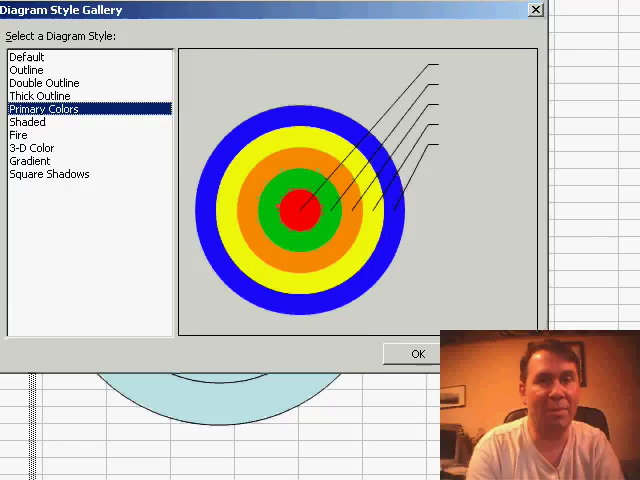 Diagram Style Gallery
Select a Diagram Style:
Default
Outline
Double Outline
Thick Outline
Primary Colors
Shaded
Fire
3-D Color
Gradient
Square Shadows
OK